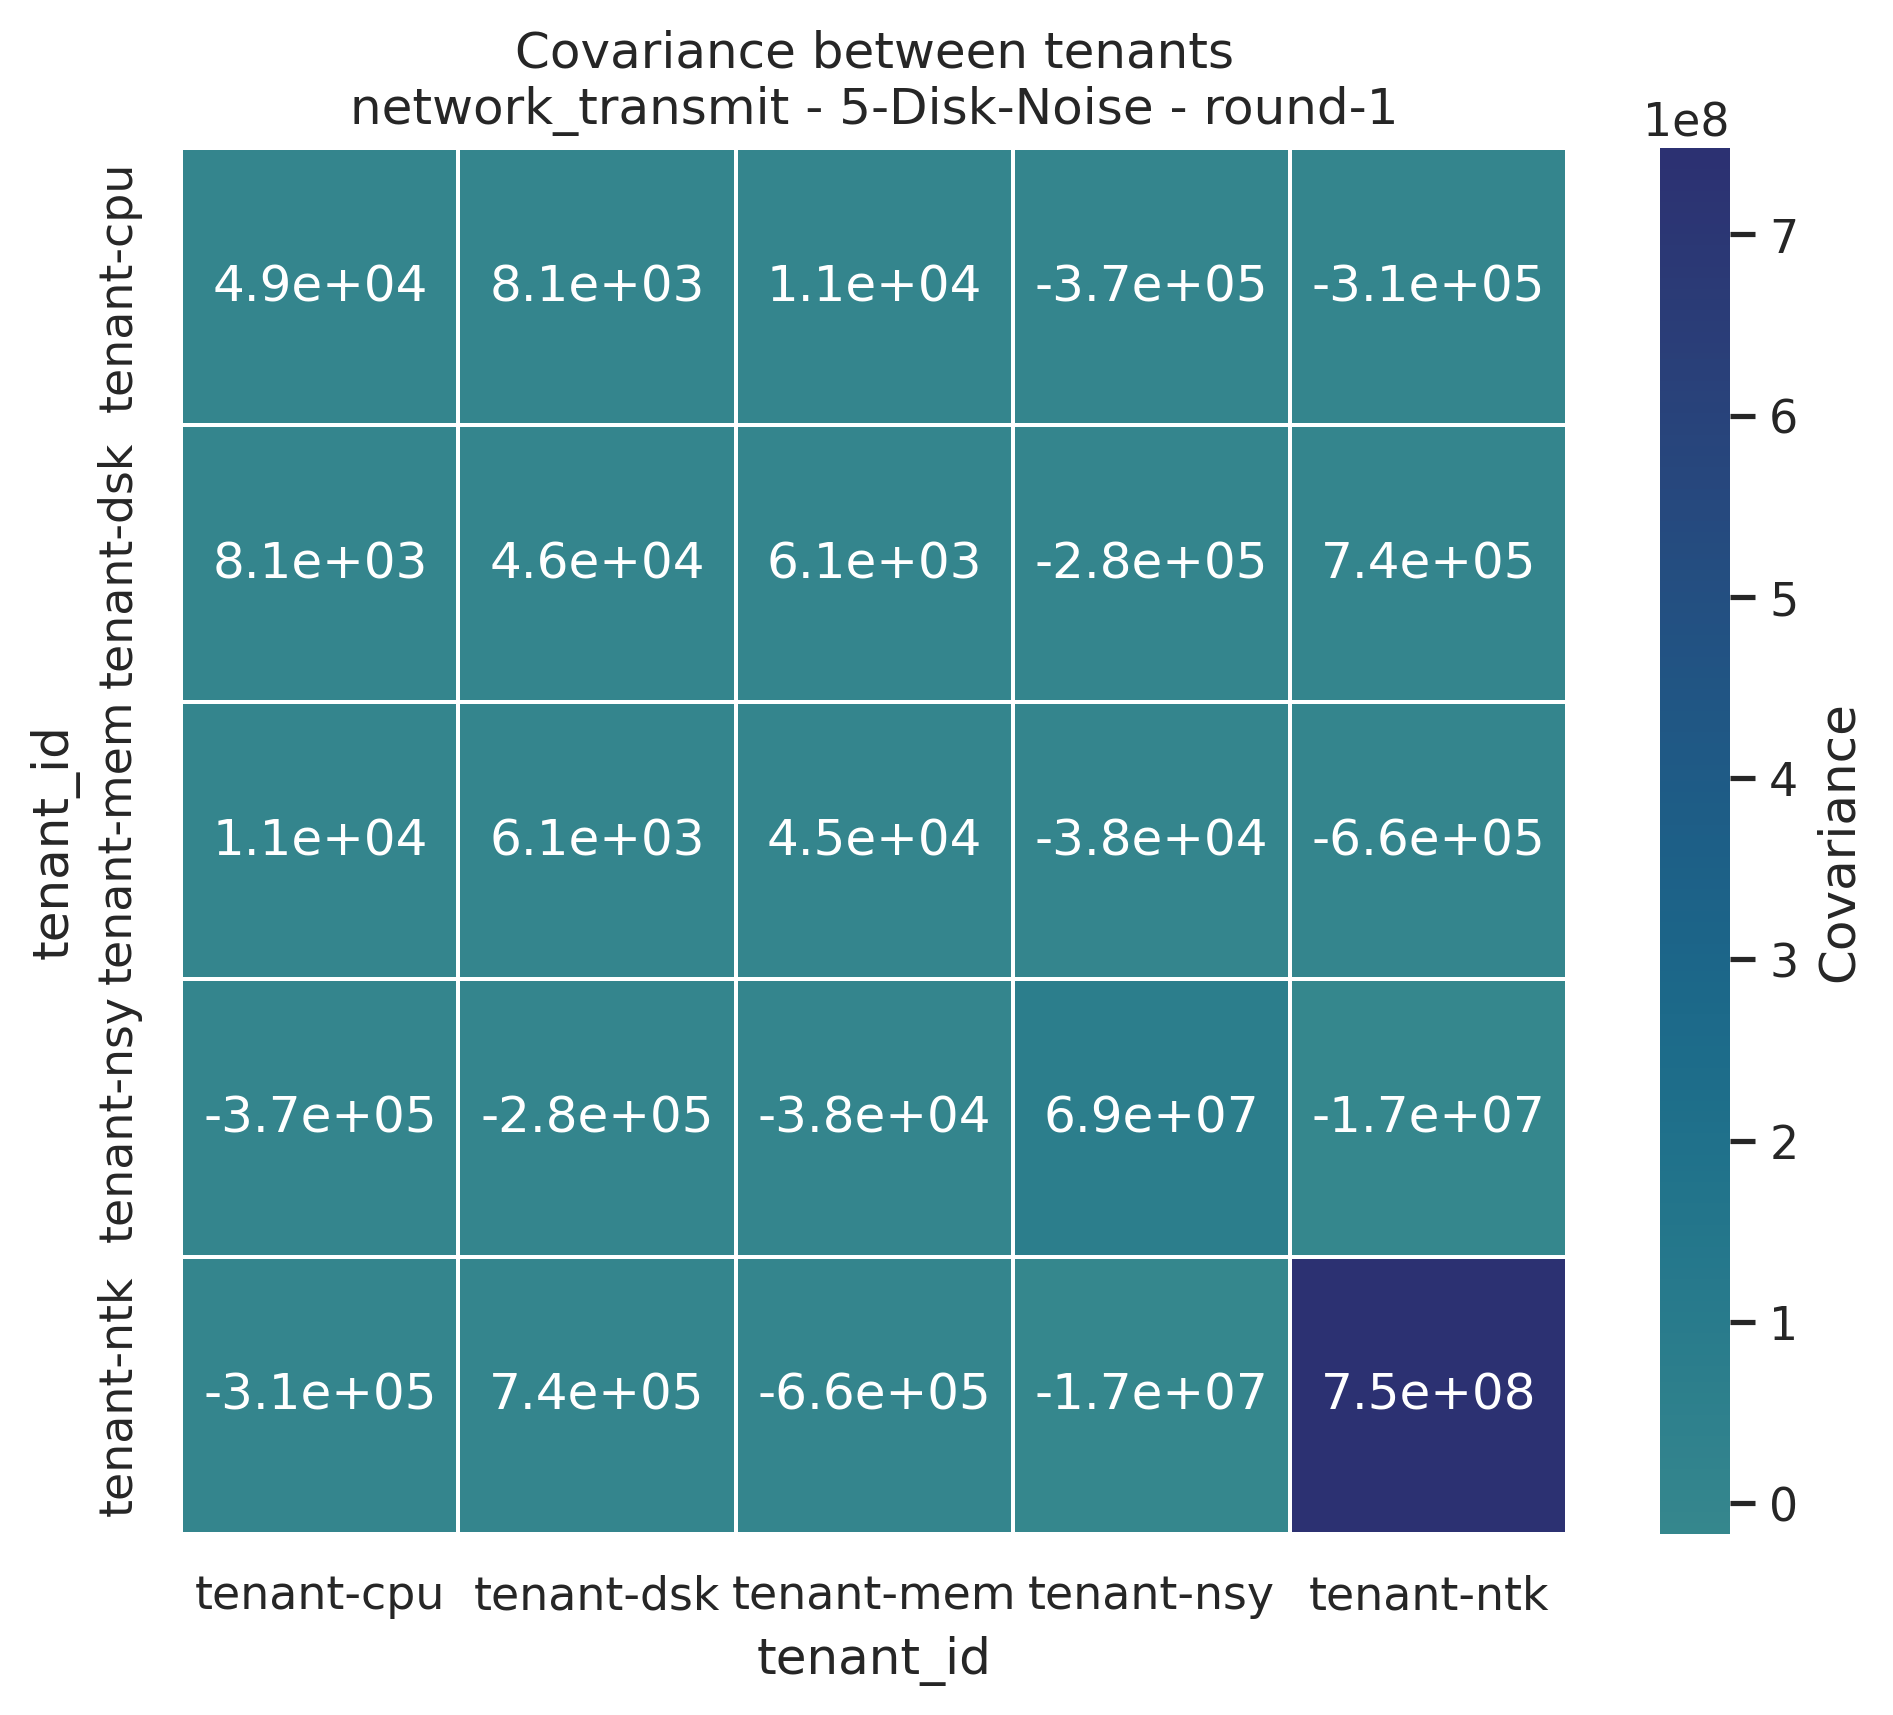 Covariance between tenants
network_transmit - 5-Disk-Noise - round-1
1e8
tenant-cpu
4.9e+04 8.1e+03 1.1e+04 -3.7e+05 -3.1e+05
tenant-dsk
8.1e+03 4.6e+04 6.1e+03 -2.8e+05 7.4e+05
tenant-mem
1.1e+04 6.1e+03 4.5e+04 -3.8e+04 -6.6e+05
tenant-nsy
-3.7e+05 -2.8e+05 -3.8e+04 6.9e+07 -1.7e+07
tenant-ntk
-3.1e+05 7.4e+05 -6.6e+05 -1.7e+07 7.5e+08
tenant_id
tenant-cpu tenant-dsk tenant-mem tenant-nsy tenant-ntk
tenant_id
7
6
5
4
3
2
1
0
Covariance